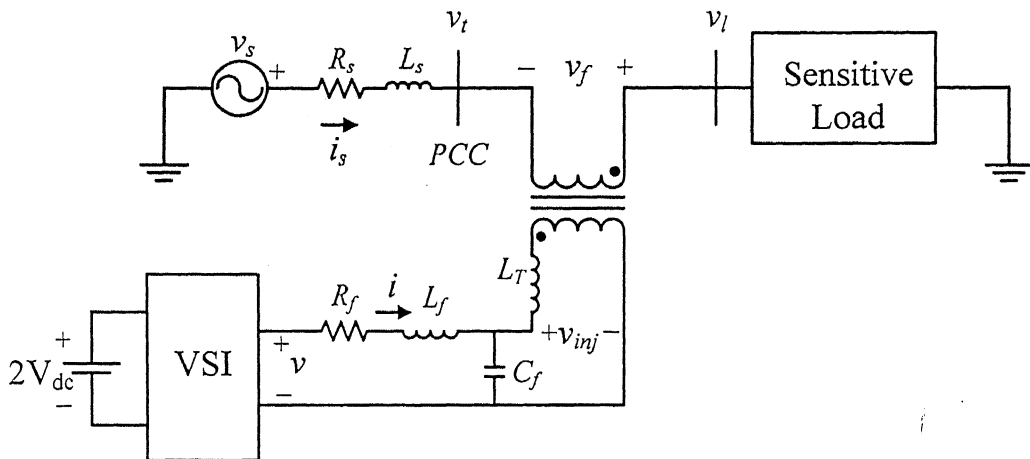 v_s
+
R_s
L_s
v_t
− v_f +
v_l
Sensitive
Load
i_s
PCC
L_T
R_f
i
L_f
+v_inj−
+
2V_dc
−
VSI
+
v
−
C_f